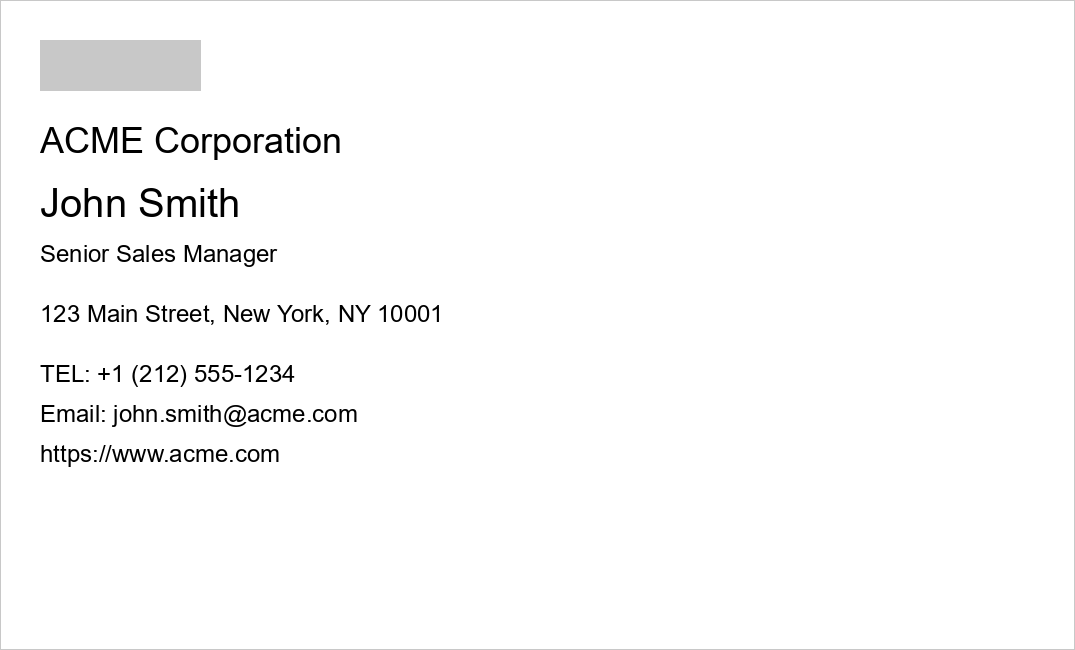 ACME Corporation
John Smith
Senior Sales Manager
123 Main Street, New York, NY 10001
TEL: +1 (212) 555-1234
Email: john.smith@acme.com
https://www.acme.com